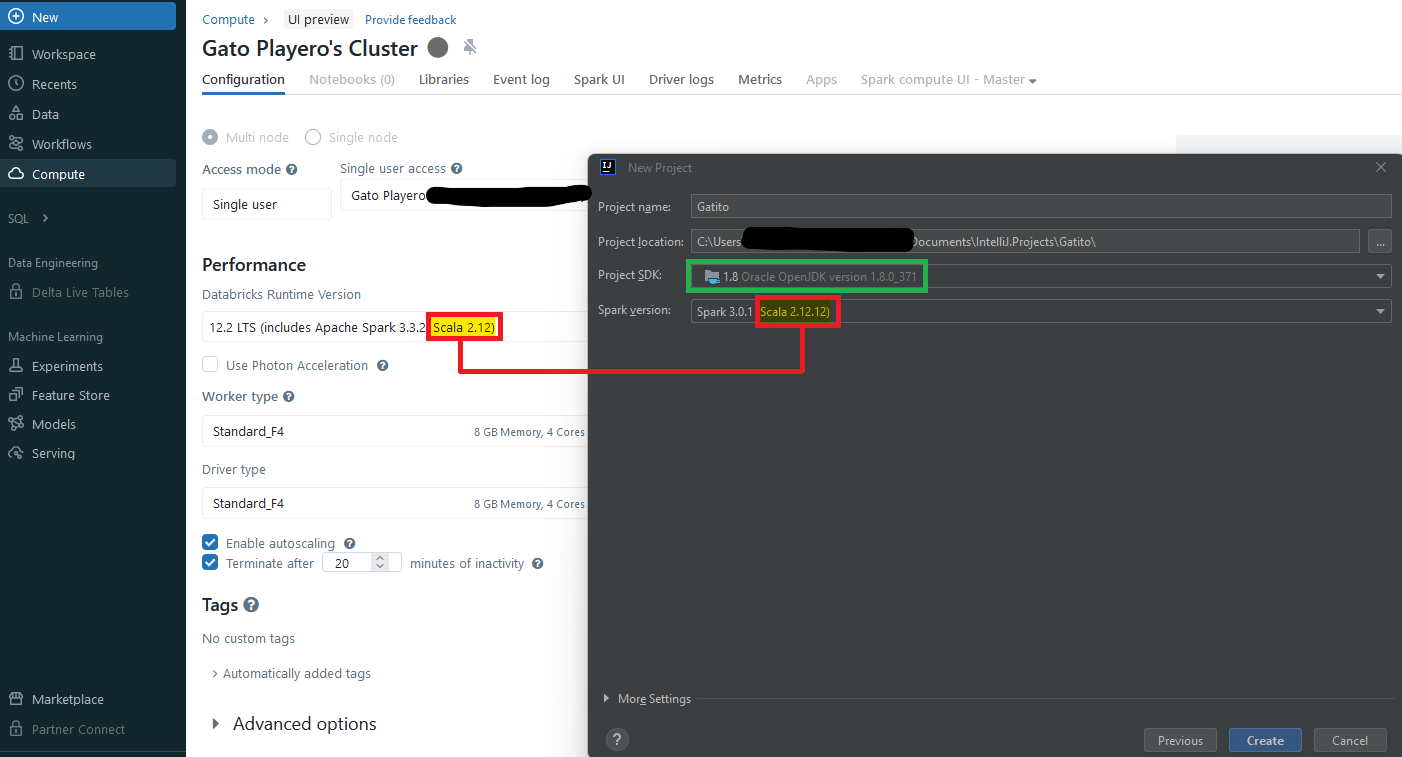 New
Workspace
Recents
Data
Workflows
Compute
SQL
Data Engineering
Delta Live Tables
Machine Learning
Experiments
Feature Store
Models
Serving
Marketplace
Partner Connect
Compute UI preview Provide feedback
Gato Playero's Cluster
Configuration Notebooks (0) Libraries Event log Spark UI Driver logs Metrics Apps Spark compute UI - Master
Multi node Single node
Access mode ? Single user access ?
Single user Gato Playero
Performance
Databricks Runtime Version
12.2 LTS (includes Apache Spark 3.3.2 Scala 2.12)
Use Photon Acceleration ?
Worker type ?
Standard_F4 8 GB Memory, 4 Cores
Driver type
Standard_F4 8 GB Memory, 4 Cores
Enable autoscaling ?
Terminate after 20 minutes of inactivity ?
Tags ?
No custom tags
Automatically added tags
Advanced options
IJ New Project
Project name: Gatito
Project location: C:\Users Documents\IntelliJ.Projects\Gatito\ ...
Project SDK: 1.8 Oracle OpenJDK version 1.8.0_371
Spark version: Spark 3.0.1 Scala 2.12.12)
More Settings
? Previous Create Cancel